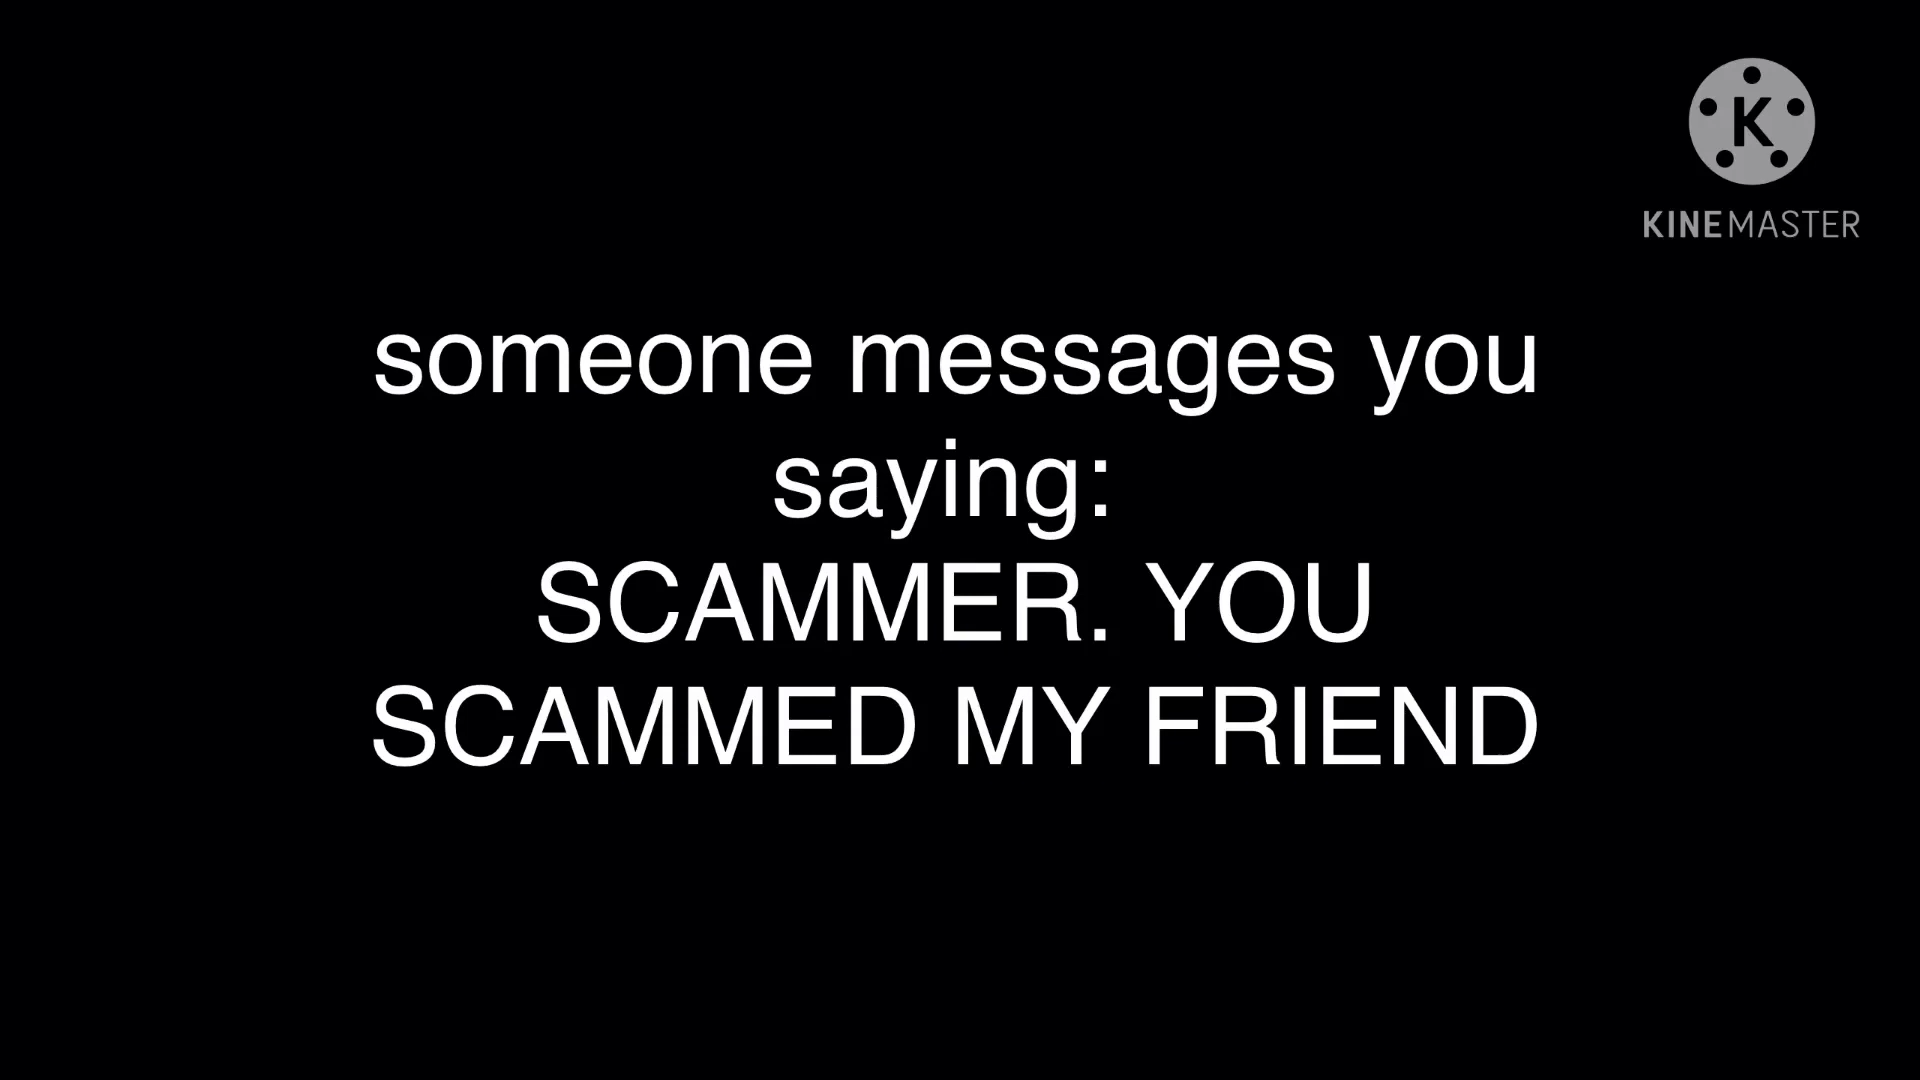 K
KINEMASTER
someone messages you
saying:
SCAMMER. YOU
SCAMMED MY FRIEND